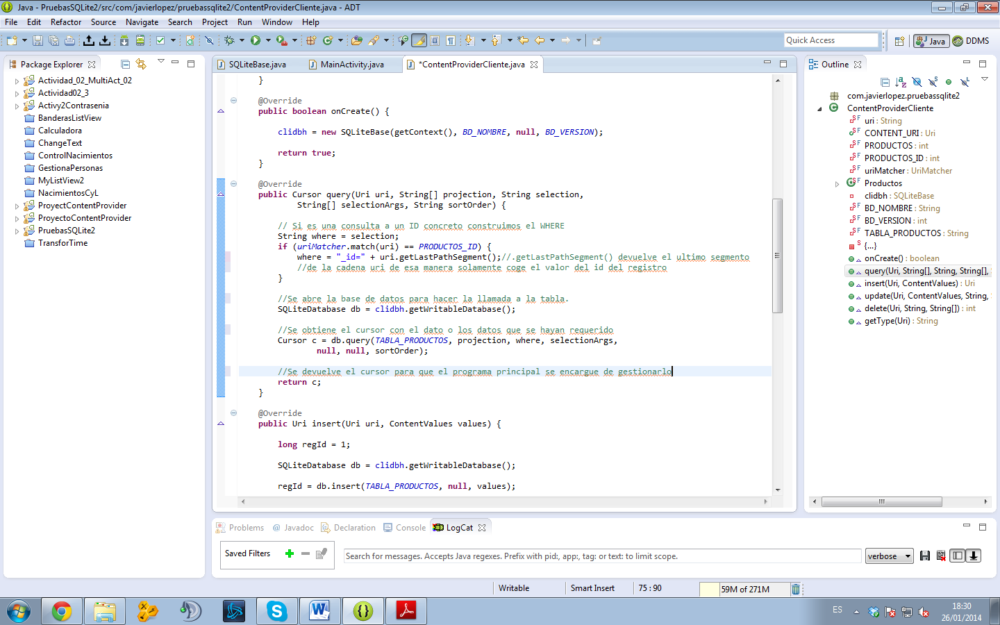 Java - PruebasSQLite2/src/com/javierlopez/pruebassqlite2/ContentProviderCliente.java - ADT
File Edit Refactor Source Navigate Search Project Run Window Help
Quick Access
Java
DDMS
Package Explorer
Actividad_02_MultiAct_02
Actividad02_3
Activy2Contrasenia
BanderasListView
Calculadora
ChangeText
ControlNacimientos
GestionaPersonas
MyListView2
NacimientosCyL
ProyectContentProvider
ProyectoContentProvider
PruebasSQLite2
TransforTime
SQLiteBase.java
MainActivity.java
*ContentProviderCliente.java
}
@Override
public boolean onCreate() {
clidbh = new SQLiteBase(getContext(), BD_NOMBRE, null, BD_VERSION);
return true;
}
@Override
public Cursor query(Uri uri, String[] projection, String selection,
String[] selectionArgs, String sortOrder) {
// Si es una consulta a un ID concreto construimos el WHERE
String where = selection;
if (uriMatcher.match(uri) == PRODUCTOS_ID) {
where = "_id=" + uri.getLastPathSegment();//.getLastPathSegment() devuelve el ultimo segmento
//de la cadena uri de esa manera solamente coge el valor del id del registro
}
//Se abre la base de datos para hacer la llamada a la tabla.
SQLiteDatabase db = clidbh.getWritableDatabase();
//Se obtiene el cursor con el dato o los datos que se hayan requerido
Cursor c = db.query(TABLA_PRODUCTOS, projection, where, selectionArgs,
null, null, sortOrder);
//Se devuelve el cursor para que el programa principal se encargue de gestionarlo
return c;
}
@Override
public Uri insert(Uri uri, ContentValues values) {
long regId = 1;
SQLiteDatabase db = clidbh.getWritableDatabase();
regId = db.insert(TABLA_PRODUCTOS, null, values);
Outline
com.javierlopez.pruebassqlite2
ContentProviderCliente
uri : String
CONTENT_URI : Uri
PRODUCTOS : int
PRODUCTOS_ID : int
uriMatcher : UriMatcher
Productos
clidbh : SQLiteBase
BD_NOMBRE : String
BD_VERSION : int
TABLA_PRODUCTOS : String
{...}
onCreate() : boolean
query(Uri, String[], String, String[],
insert(Uri, ContentValues) : Uri
update(Uri, ContentValues, String,
delete(Uri, String, String[]) : int
getType(Uri) : String
Problems
@ Javadoc
Declaration
Console
LogCat
Saved Filters
Search for messages. Accepts Java regexes. Prefix with pid:, app:, tag: or text: to limit scope.
verbose
Writable
Smart Insert
75 : 90
59M of 271M
ES
18:30
26/01/2014